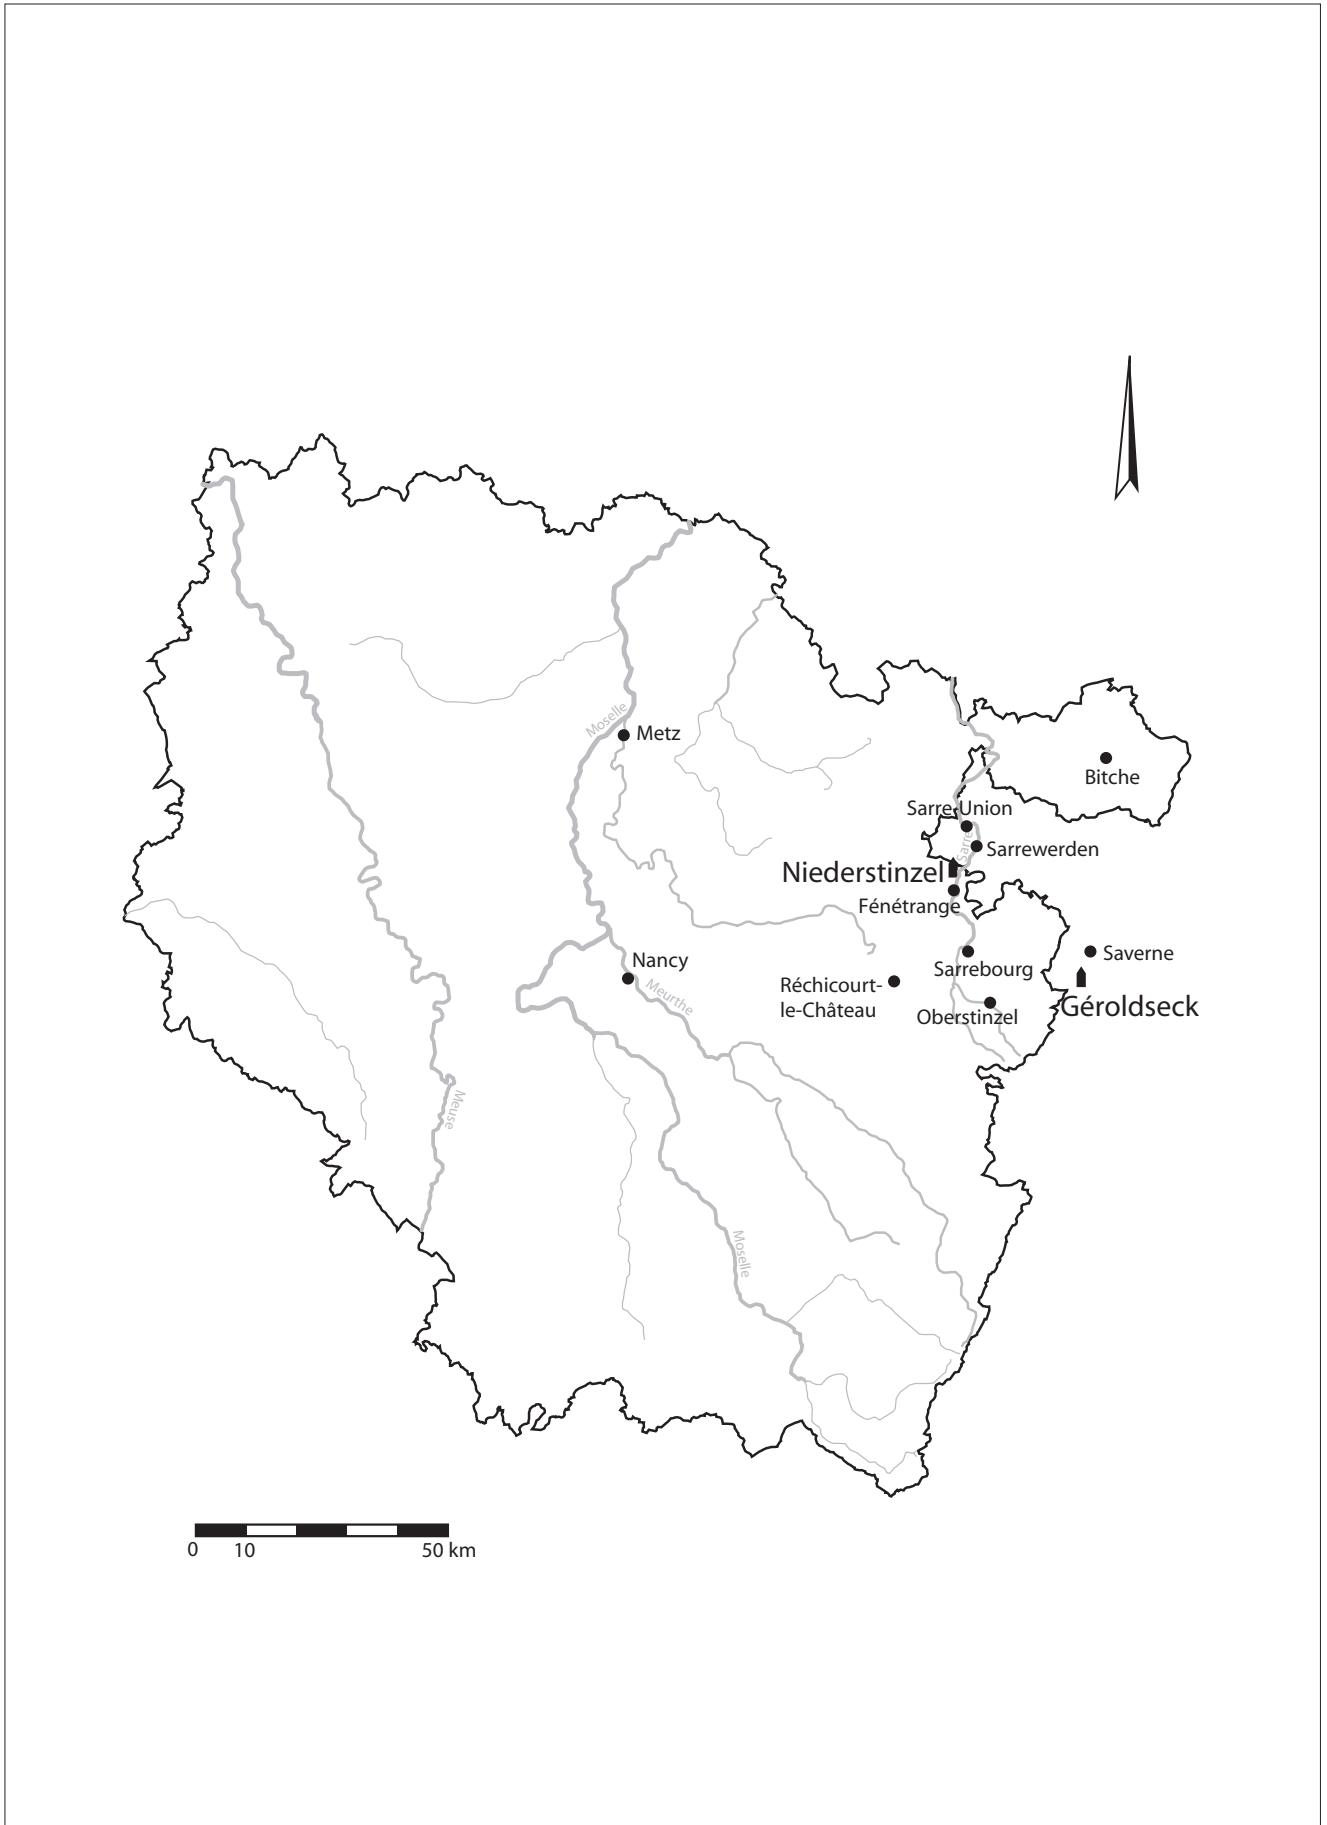 Moselle
Metz
Bitche
Sarre-Union
Sarre
Sarrewerden
Niederstinzel
Fénétrange
Nancy
Meurthe
Sarrebourg
Saverne
Réchicourt-
le-Château
Oberstinzel
Géroldseck
Meuse
Moselle
0 10 50 km